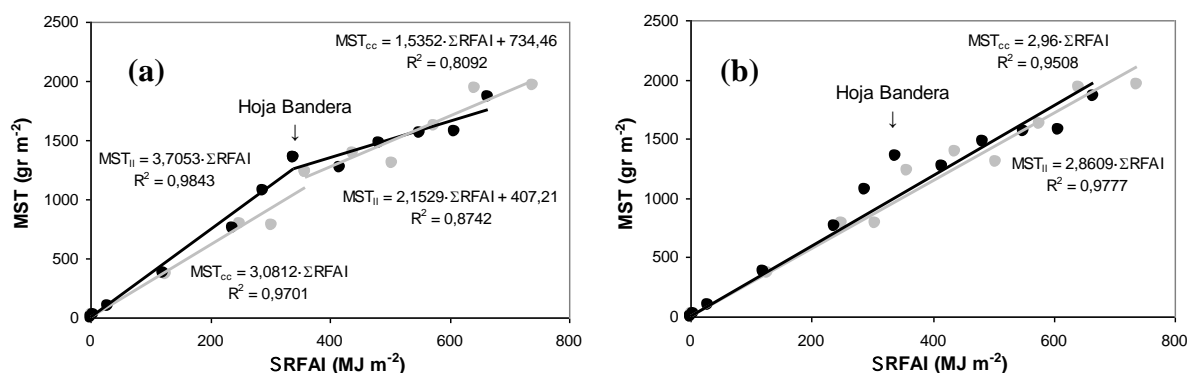 (a)
MST (gr m-2)
2500
2000
1500
1000
500
0
MSTcc = 1,5352·ΣRFAI + 734,46
R2 = 0,8092
Hoja Bandera
↓
MSTII = 3,7053·ΣRFAI
R2 = 0,9843
MSTII = 2,1529·ΣRFAI + 407,21
R2 = 0,8742
MSTcc = 3,0812·ΣRFAI
R2 = 0,9701
0 200 400 600 800
SRFAI (MJ m-2)
(b)
MST (gr m-2)
2500
2000
1500
1000
500
0
MSTcc = 2,96·ΣRFAI
R2 = 0,9508
Hoja Bandera
↓
MSTII = 2,8609·ΣRFAI
R2 = 0,9777
0 200 400 600 800
SRFAI (MJ m-2)